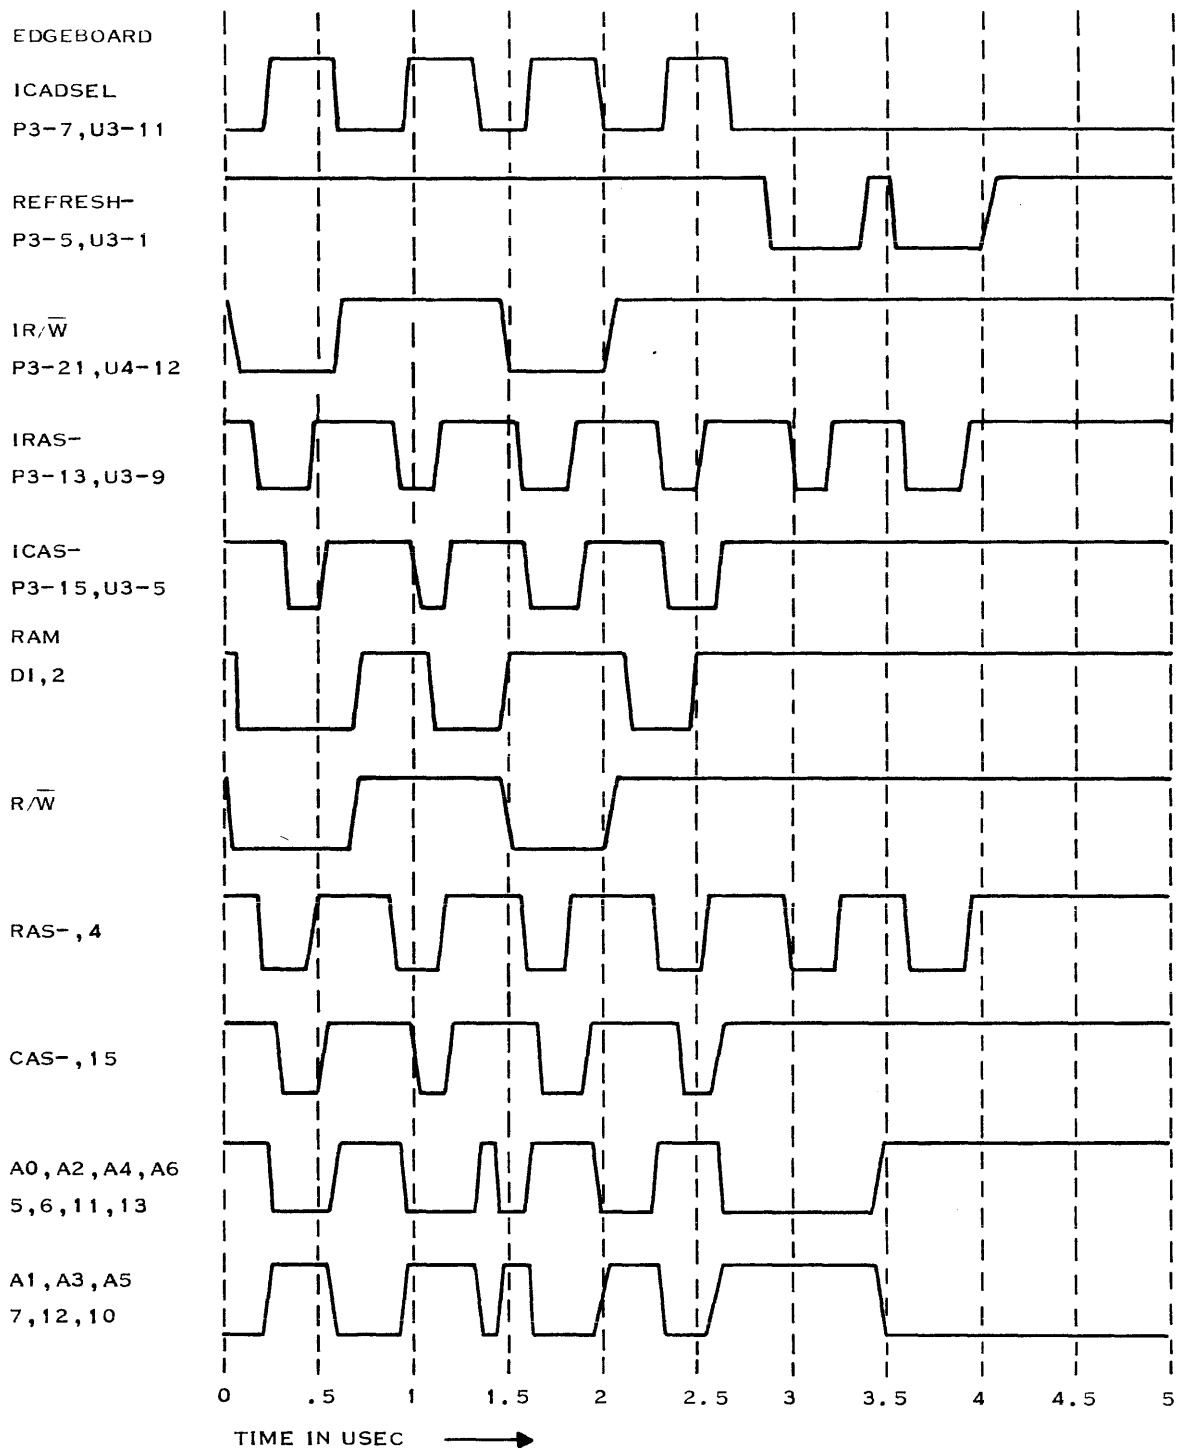 EDGEBOARD
ICADSEL
P3-7,U3-11
REFRESH-
P3-5,U3-1
IR/W̅
P3-21,U4-12
IRAS-
P3-13,U3-9
ICAS-
P3-15,U3-5
RAM
DI,2
R/W̅
RAS-,4
CAS-,15
A0,A2,A4,A6
5,6,11,13
A1,A3,A5
7,12,10
0 .5 1 1.5 2 2.5 3 3.5 4 4.5 5
TIME IN USEC